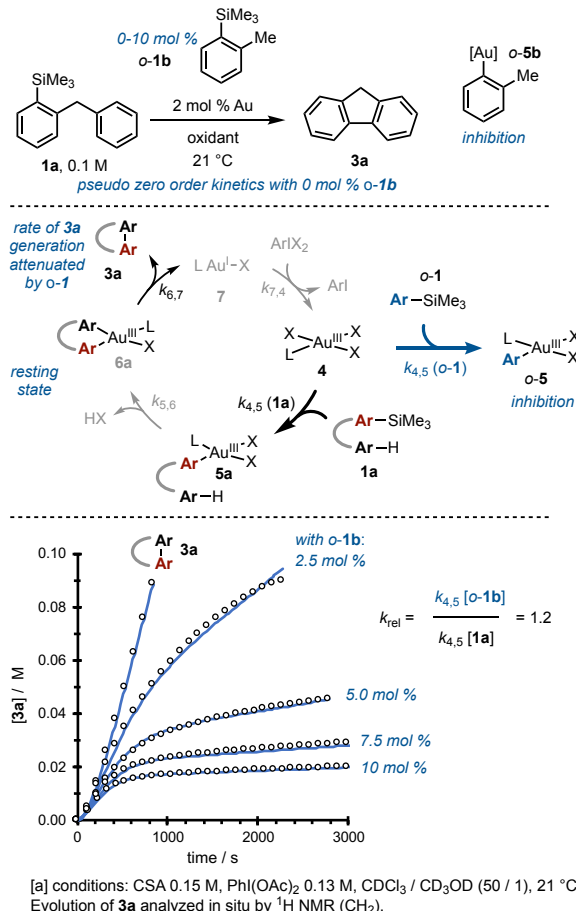 SiMe₃
0-10 mol %
o-1b
Me
SiMe₃
1a, 0.1 M
2 mol % Au
oxidant
21 °C
3a
[Au]
o-5b
Me
inhibition
pseudo zero order kinetics with 0 mol % o-1b
rate of 3a
generation
attenuated
by o-1
Ar
Ar
3a
k6,7
L Auᴵ–X
7
ArIX₂
k7,4
ArI
X
Auᴵᴵᴵ
X
L
X
4
o-1
Ar–SiMe₃
k4,5 (o-1)
L
Auᴵᴵᴵ
X
Ar
X
o-5
inhibition
Ar
Auᴵᴵᴵ
L
Ar
X
6a
resting
state
k5,6
HX
k4,5 (1a)
L
Auᴵᴵᴵ
X
Ar
X
5a
Ar–H
Ar–SiMe₃
Ar–H
1a
Ar
Ar
3a
with o-1b:
2.5 mol %
5.0 mol %
7.5 mol %
10 mol %
krel = k4,5 [o-1b] / k4,5 [1a] = 1.2
[3a] / M
0.10
0.08
0.06
0.04
0.02
0.00
0
1000
2000
3000
time / s
[a] conditions: CSA 0.15 M, PhI(OAc)₂ 0.13 M, CDCl₃ / CD₃OD (50 / 1), 21 °C
Evolution of 3a analyzed in situ by ¹H NMR (CH₂).